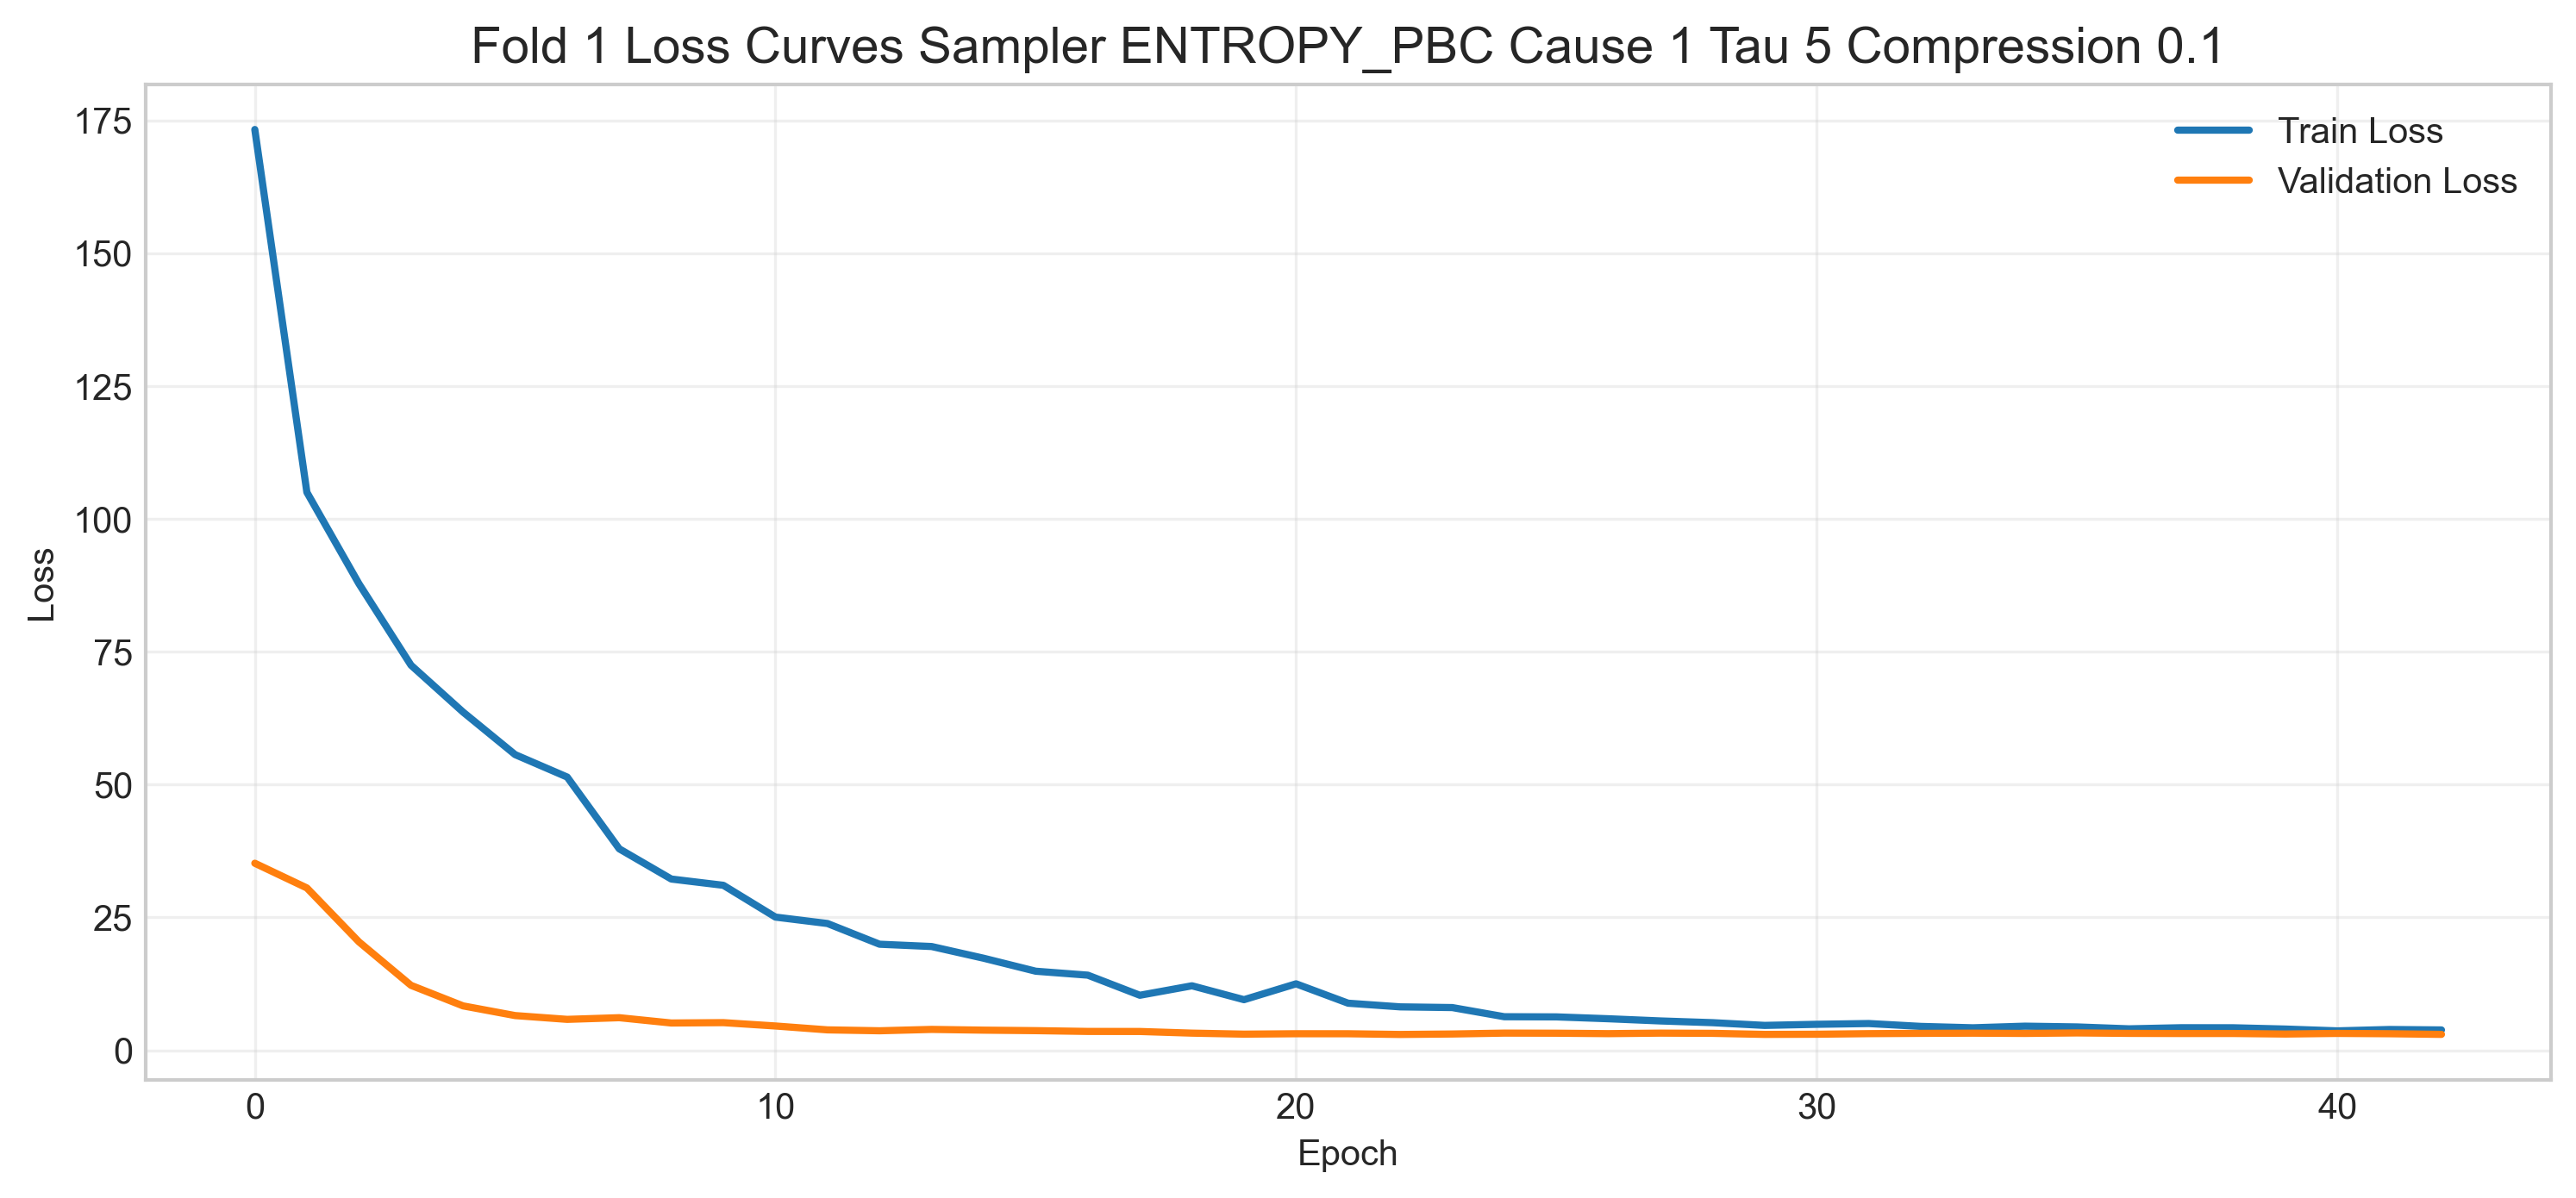 Fold 1 Loss Curves Sampler ENTROPY_PBC Cause 1 Tau 5 Compression 0.1
Train Loss
Validation Loss
175
150
125
100
75
50
25
0
Loss
0 10 20 30 40
Epoch